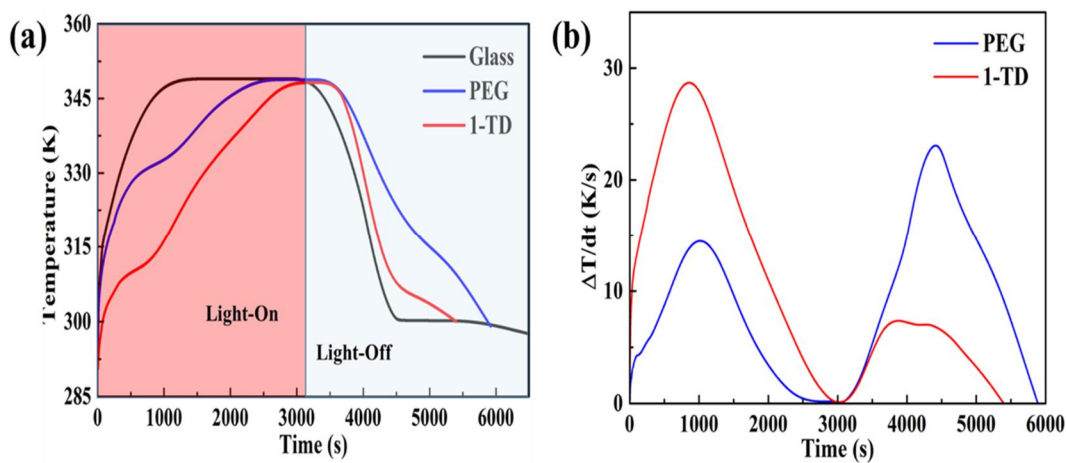 (a)
360
345
330
315
300
285
Temperature (K)
Glass
PEG
1-TD
Light-On
Light-Off
0 1000 2000 3000 4000 5000 6000
Time (s)
(b)
30
20
10
0
ΔT/dt (K/s)
PEG
1-TD
0 1000 2000 3000 4000 5000 6000
Time (s)